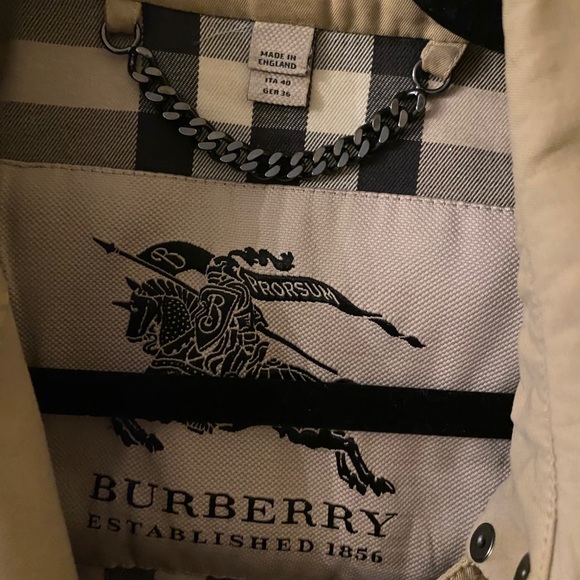 MADE IN
ENGLAND
ITA 40
GER 36
B
PRORSUM
B
BURBERRY
ESTABLISHED 1856